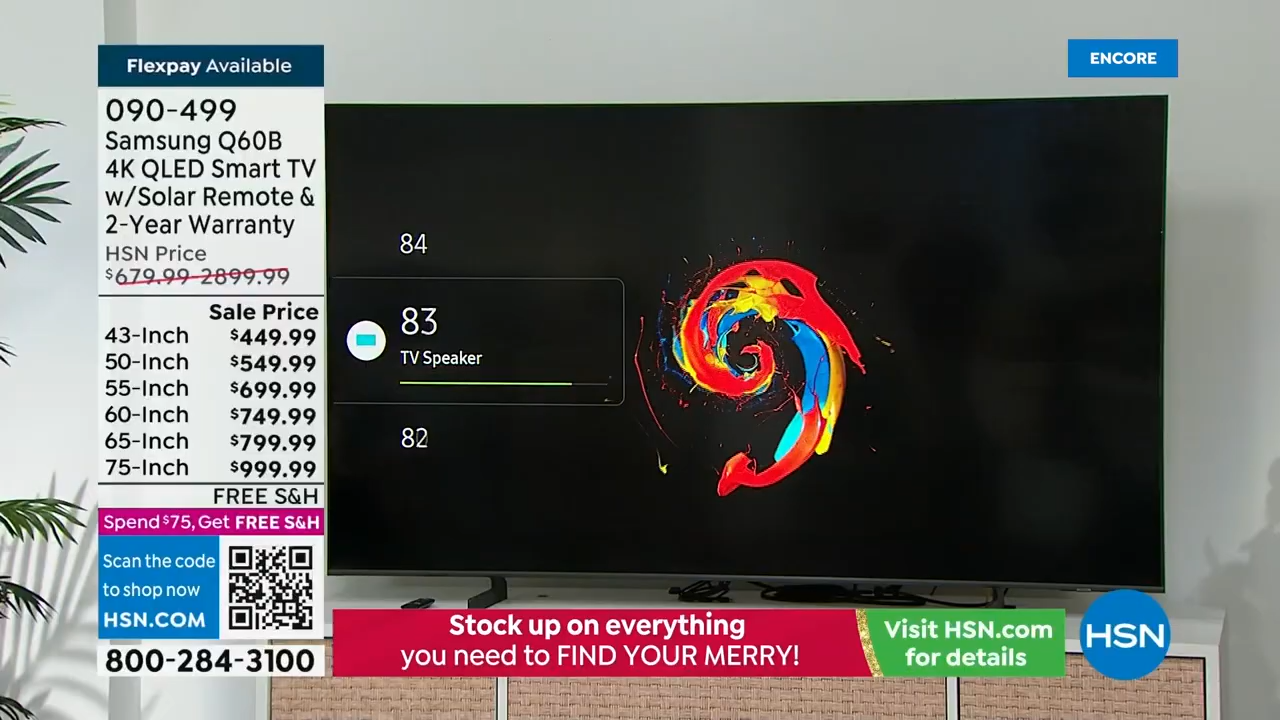 Flexpay Available
090-499
Samsung Q60B
4K QLED Smart TV
w/Solar Remote &
2-Year Warranty
HSN Price
$679.99-2899.99
Sale Price
43-Inch $449.99
50-Inch $549.99
55-Inch $699.99
60-Inch $749.99
65-Inch $799.99
75-Inch $999.99
FREE S&H
Spend $75, Get FREE S&H
Scan the code
to shop now
HSN.COM
800-284-3100
ENCORE
84
83
TV Speaker
82
Stock up on everything
you need to FIND YOUR MERRY!
Visit HSN.com
for details
HSN